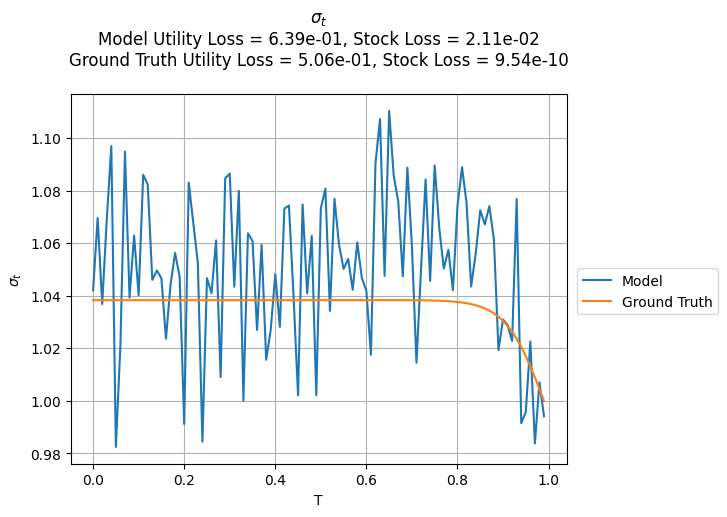 σ_t
Model Utility Loss = 6.39e-01, Stock Loss = 2.11e-02
Ground Truth Utility Loss = 5.06e-01, Stock Loss = 9.54e-10
1.10
1.08
1.06
1.04
1.02
1.00
0.98
σ_t
0.0 0.2 0.4 0.6 0.8 1.0
T
Model
Ground Truth